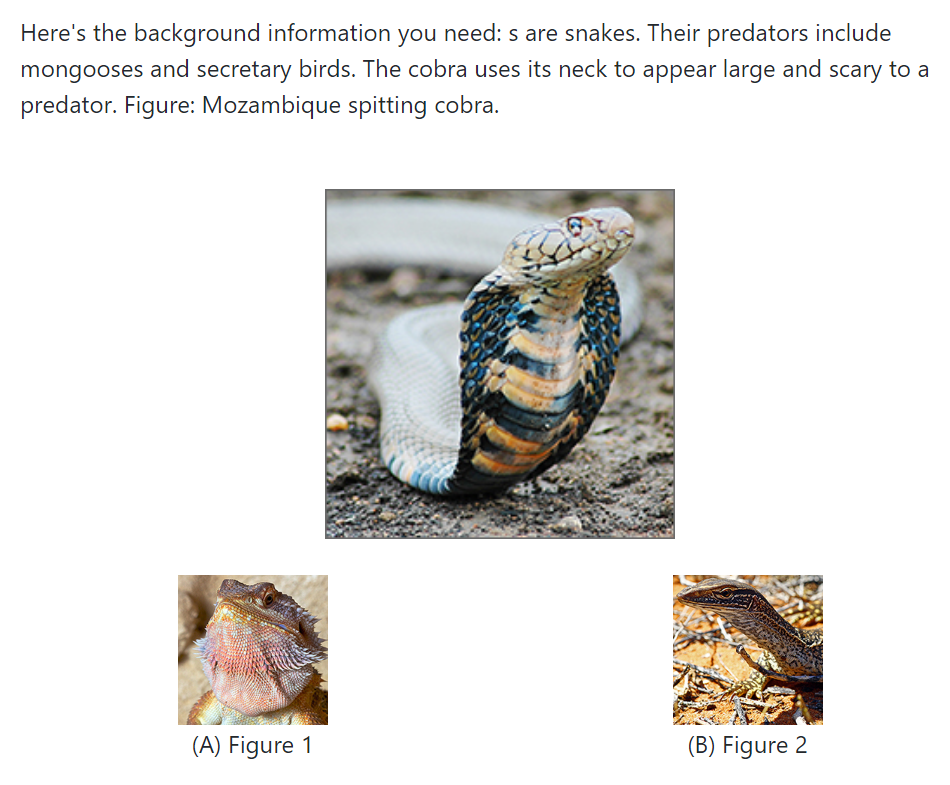 Here's the background information you need: s are snakes. Their predators include
mongooses and secretary birds. The cobra uses its neck to appear large and scary to a
predator. Figure: Mozambique spitting cobra.
(A) Figure 1
(B) Figure 2